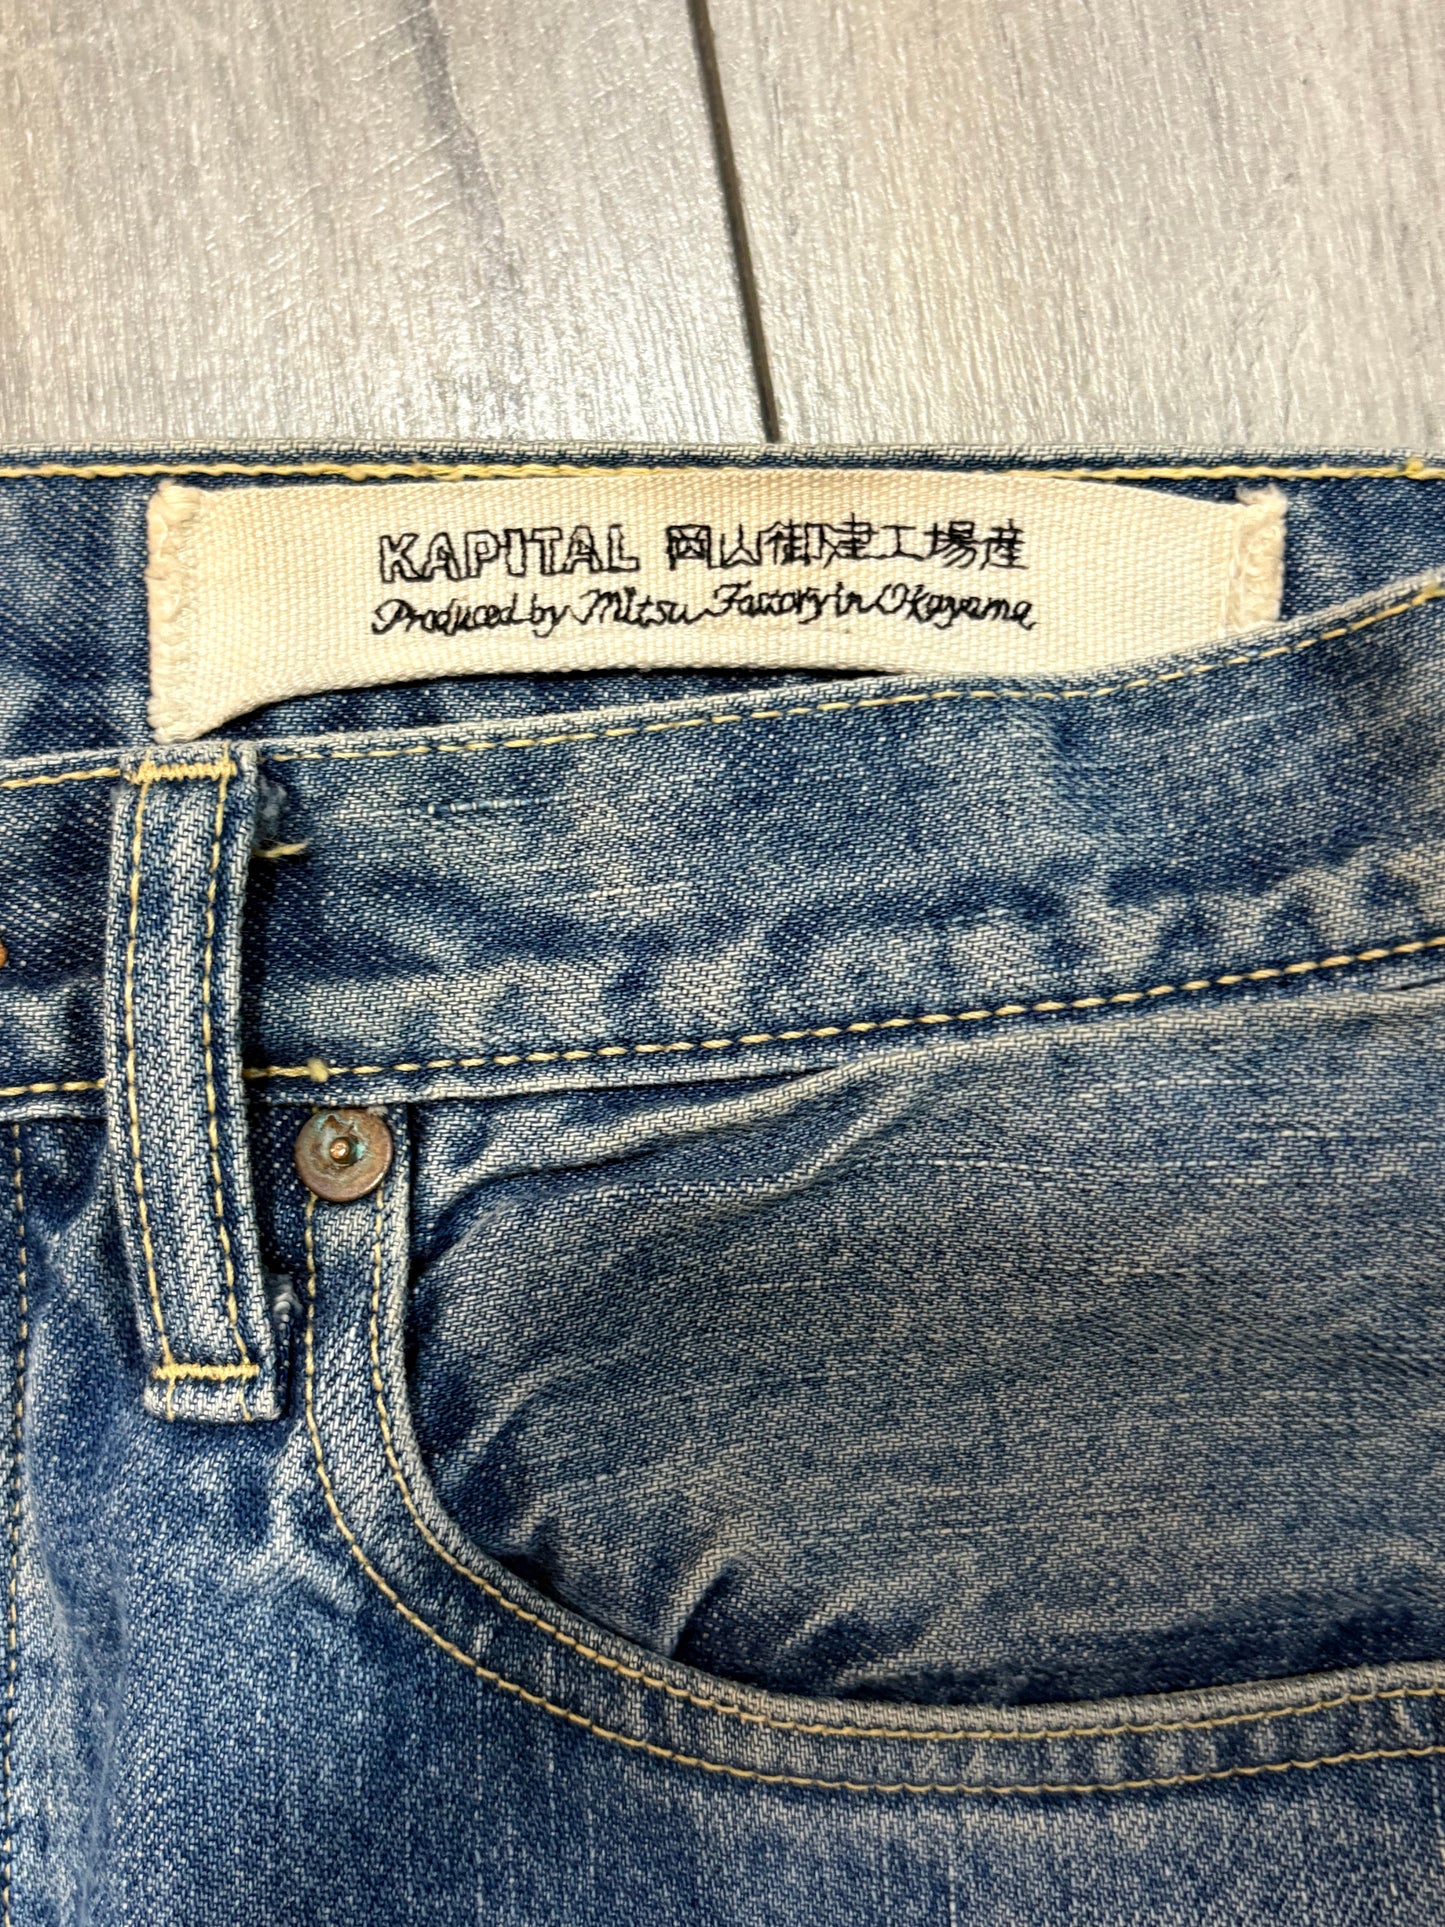 KAPITAL 岡山御津工場産
Produced by Mitsu Factory in Okayama